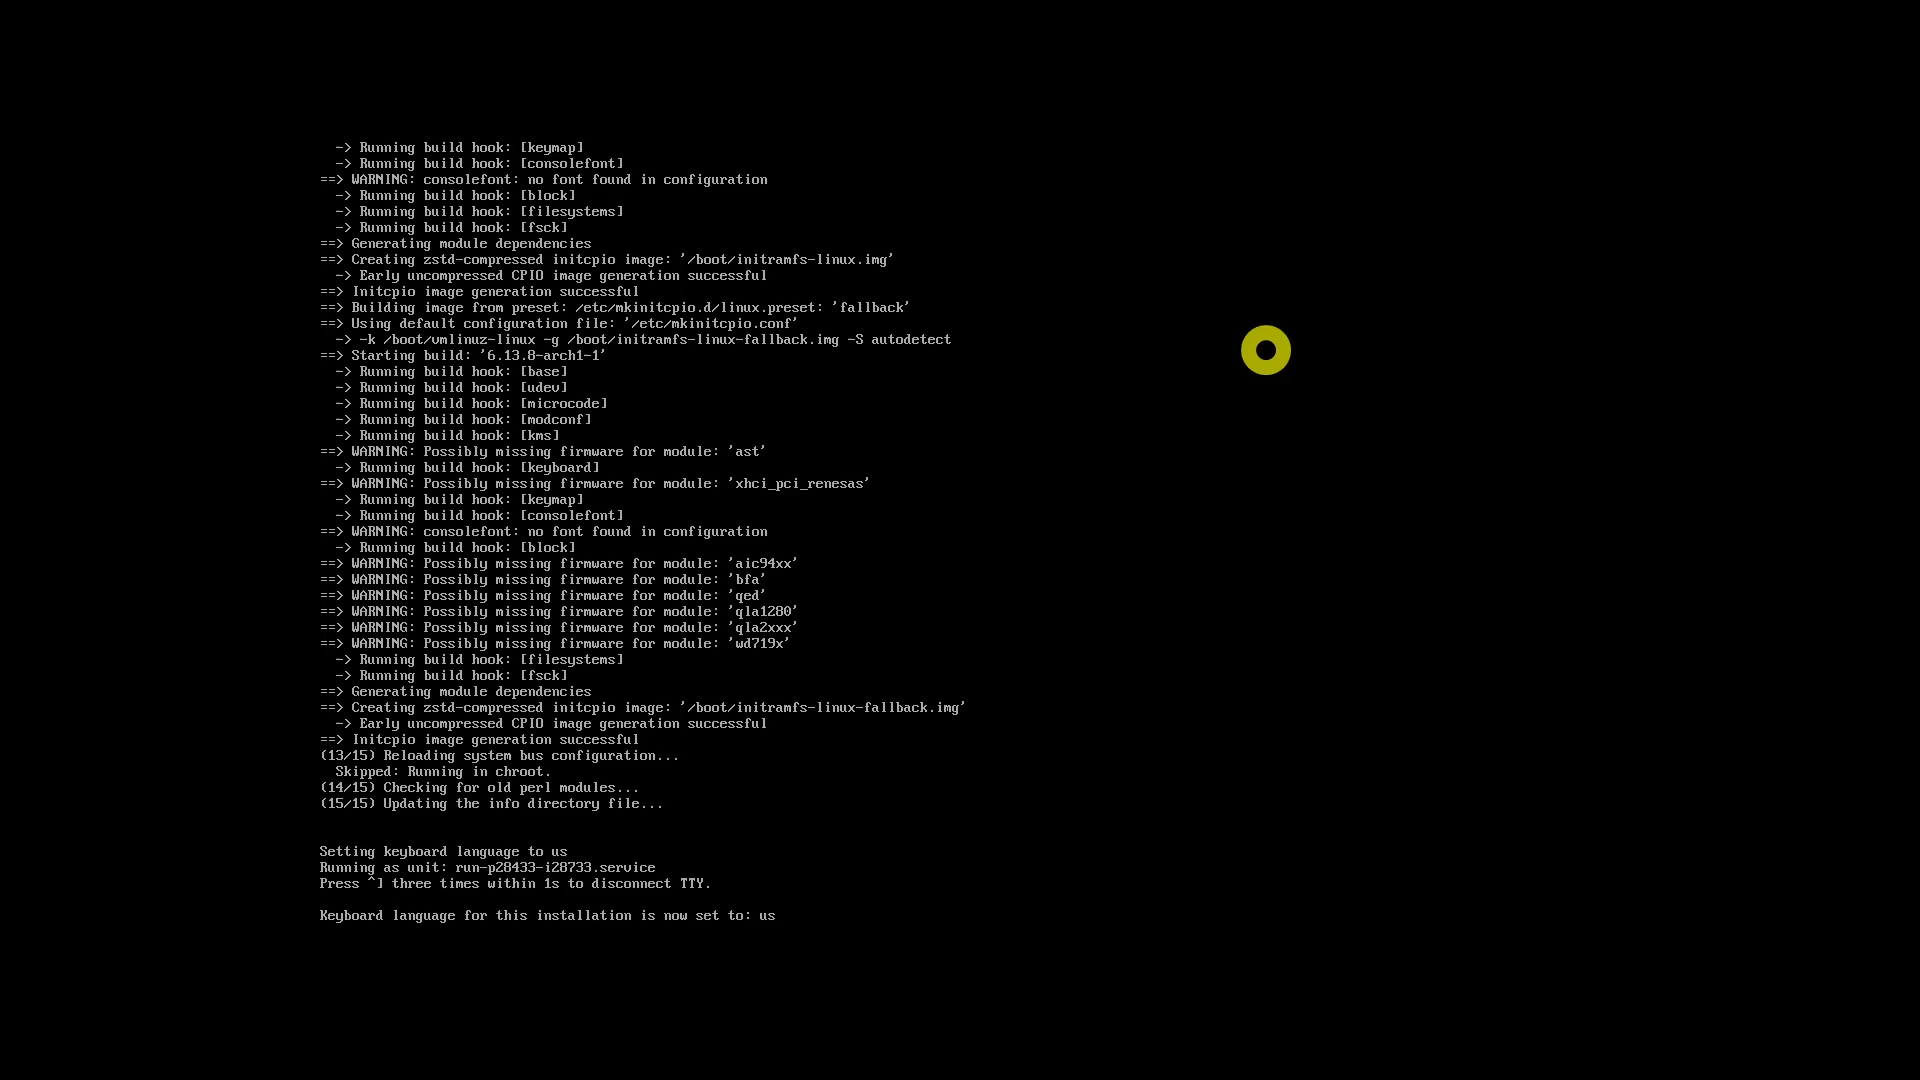 -> Running build hook: [keymap]
-> Running build hook: [consolefont]
==> WARNING: consolefont: no font found in configuration
-> Running build hook: [block]
-> Running build hook: [filesystems]
-> Running build hook: [fsck]
==> Generating module dependencies
==> Creating zstd-compressed initcpio image: '/boot/initramfs-linux.img'
-> Early uncompressed CPIO image generation successful
==> Initcpio image generation successful
==> Building image from preset: /etc/mkinitcpio.d/linux.preset: 'fallback'
==> Using default configuration file: '/etc/mkinitcpio.conf'
-> -k /boot/vmlinuz-linux -g /boot/initramfs-linux-fallback.img -S autodetect
==> Starting build: '6.13.8-arch1-1'
-> Running build hook: [base]
-> Running build hook: [udev]
-> Running build hook: [microcode]
-> Running build hook: [modconf]
-> Running build hook: [kms]
==> WARNING: Possibly missing firmware for module: 'ast'
-> Running build hook: [keyboard]
==> WARNING: Possibly missing firmware for module: 'xhci_pci_renesas'
-> Running build hook: [keymap]
-> Running build hook: [consolefont]
==> WARNING: consolefont: no font found in configuration
-> Running build hook: [block]
==> WARNING: Possibly missing firmware for module: 'aic94xx'
==> WARNING: Possibly missing firmware for module: 'bfa'
==> WARNING: Possibly missing firmware for module: 'qed'
==> WARNING: Possibly missing firmware for module: 'qla1280'
==> WARNING: Possibly missing firmware for module: 'qla2xxx'
==> WARNING: Possibly missing firmware for module: 'wd719x'
-> Running build hook: [filesystems]
-> Running build hook: [fsck]
==> Generating module dependencies
==> Creating zstd-compressed initcpio image: '/boot/initramfs-linux-fallback.img'
-> Early uncompressed CPIO image generation successful
==> Initcpio image generation successful
(13/15) Reloading system bus configuration...
Skipped: Running in chroot.
(14/15) Checking for old perl modules...
(15/15) Updating the info directory file...
Setting keyboard language to us
Running as unit: run-p28433-i28733.service
Press ^] three times within 1s to disconnect TTY.
Keyboard language for this installation is now set to: us